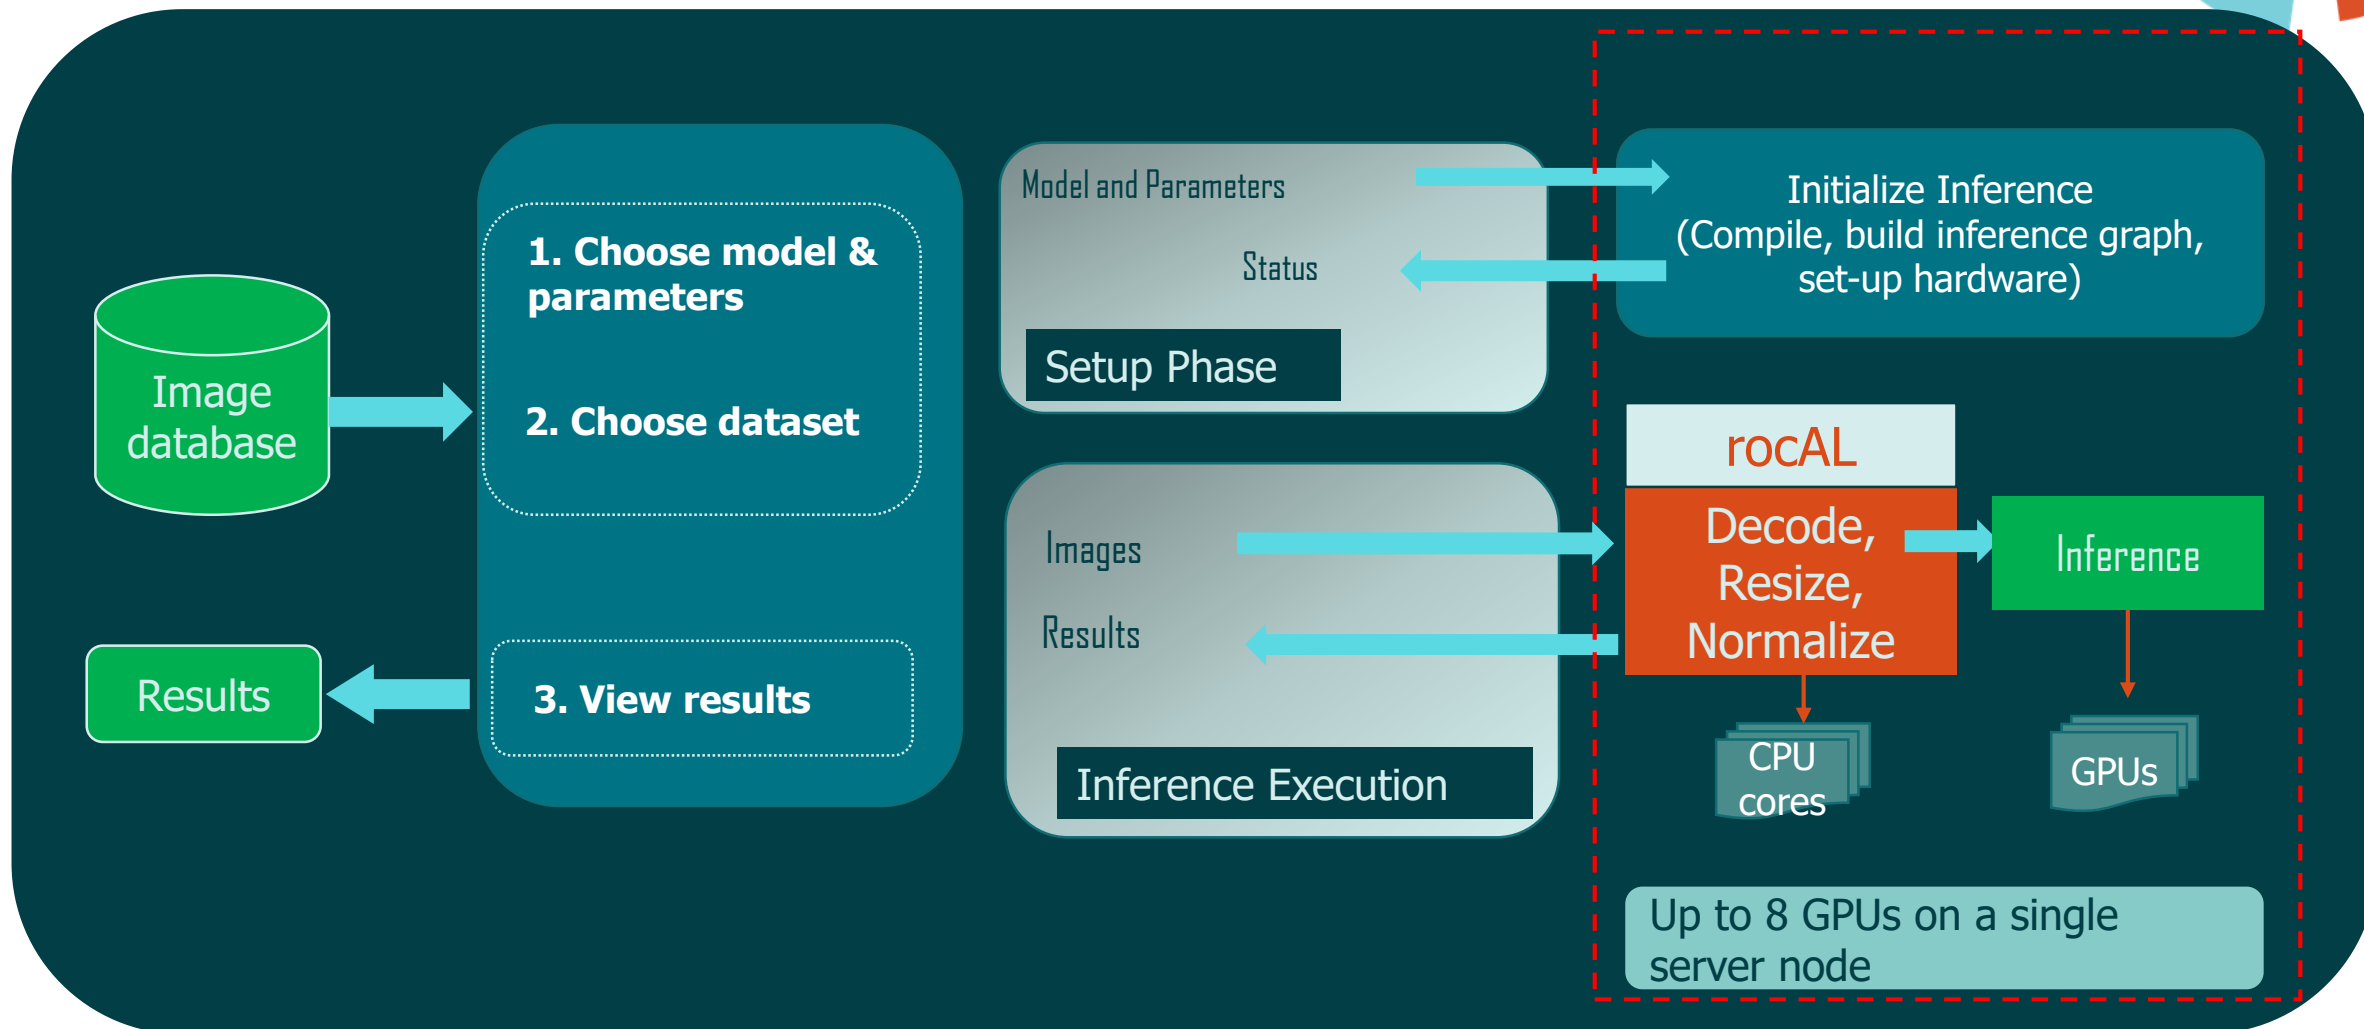 Image
database
Results
1. Choose model &
parameters
2. Choose dataset
3. View results
Model and Parameters
Status
Setup Phase
Images
Results
Inference Execution
Initialize Inference
(Compile, build inference graph,
set-up hardware)
rocAL
Decode,
Resize,
Normalize
Inference
CPU
cores
GPUs
Up to 8 GPUs on a single
server node